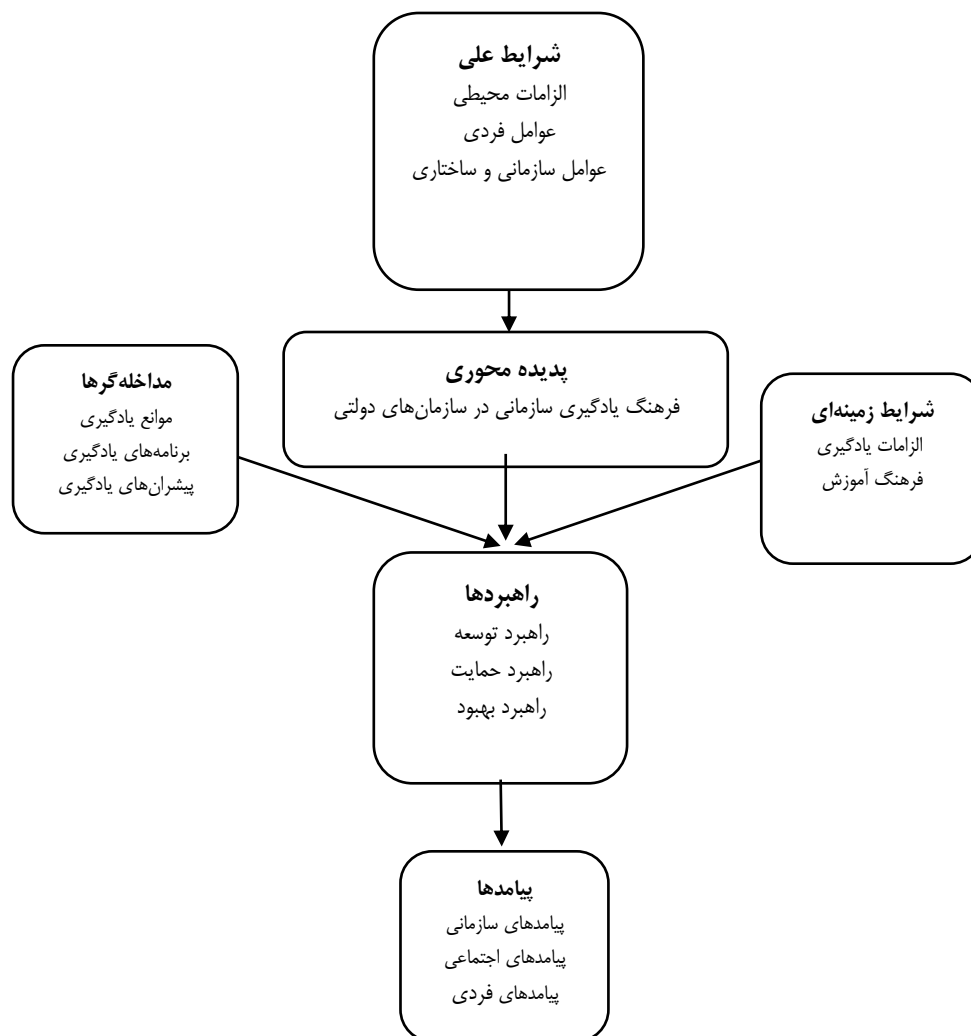 شرایط علی
الزامات محیطی
عوامل فردی
عوامل سازمانی و ساختاری
پدیده محوری
فرهنگ یادگیری سازمانی در سازمان‌های دولتی
شرایط زمینه‌ای
الزامات یادگیری
فرهنگ آموزش
مداخله‌گرها
موانع یادگیری
برنامه‌های یادگیری
پیشران‌های یادگیری
راهبردها
راهبرد توسعه
راهبرد حمایت
راهبرد بهبود
پیامدها
پیامدهای سازمانی
پیامدهای اجتماعی
پیامدهای فردی